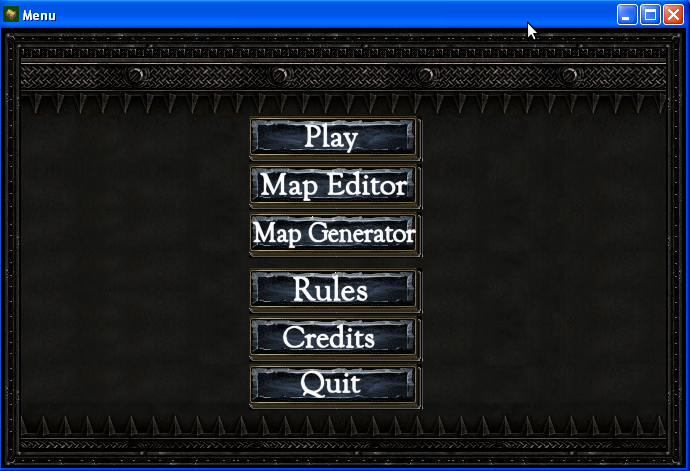 Menu
Play
Map Editor
Map Generator
Rules
Credits
Quit